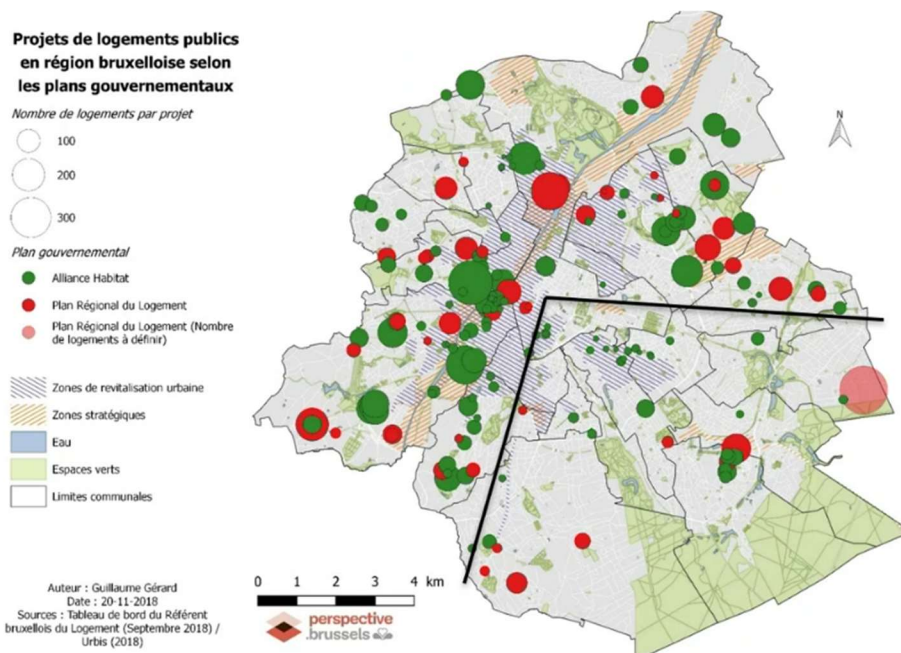 Projets de logements publics
en région bruxelloise selon
les plans gouvernementaux
Nombre de logements par projet
100
200
300
Plan gouvernemental
Alliance Habitat
Plan Régional du Logement
Plan Régional du Logement (Nombre
de logements à définir)
Zones de revitalisation urbaine
Zones stratégiques
Eau
Espaces verts
Limites communales
Auteur : Guillaume Gérard
Date : 20-11-2018
Sources : Tableau de bord du Référent
bruxellois du Logement (Septembre 2018) /
Urbis (2018)
N
0 1 2 3 4 km
perspective
.brussels